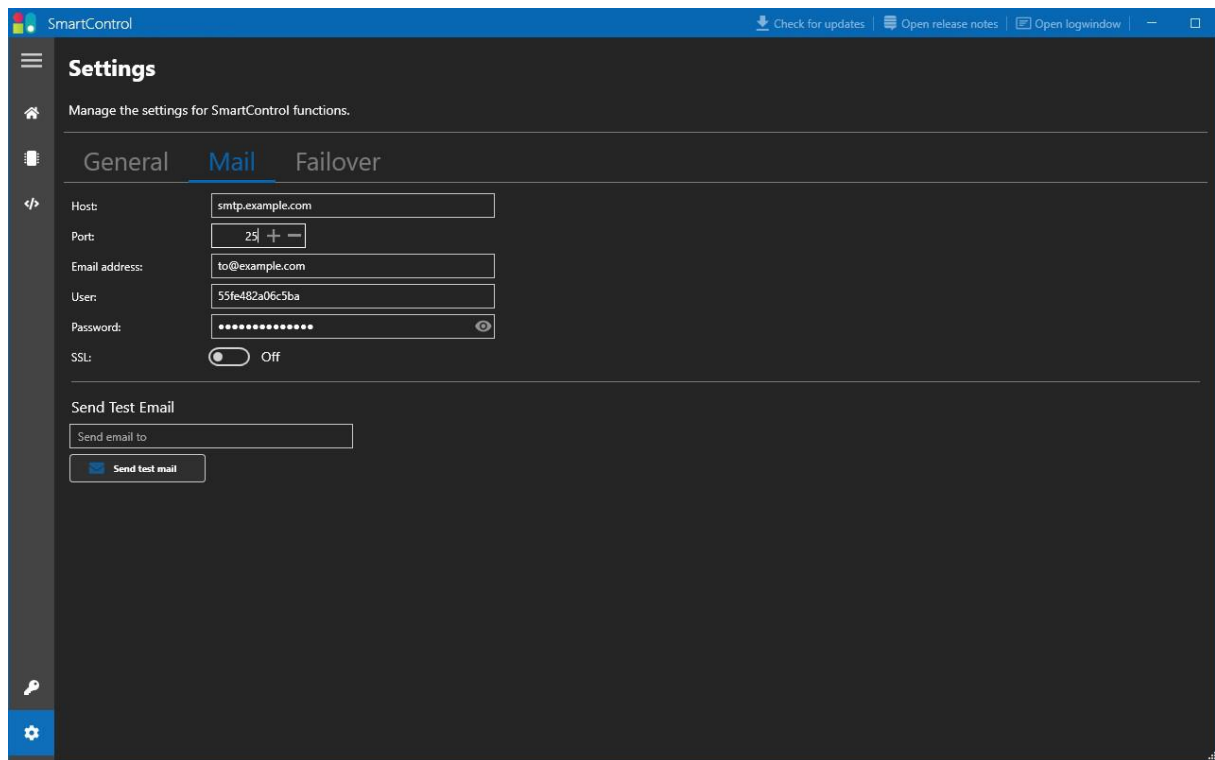 SmartControl Check for updates Open release notes Open logwindow
Settings
Manage the settings for SmartControl functions.
General Mail Failover
Host: smtp.example.com
Port: 25
Email address: to@example.com
User: 55fe482a06c5ba
Password: ••••••••••••••
SSL: Off
Send Test Email
Send email to
Send test mail